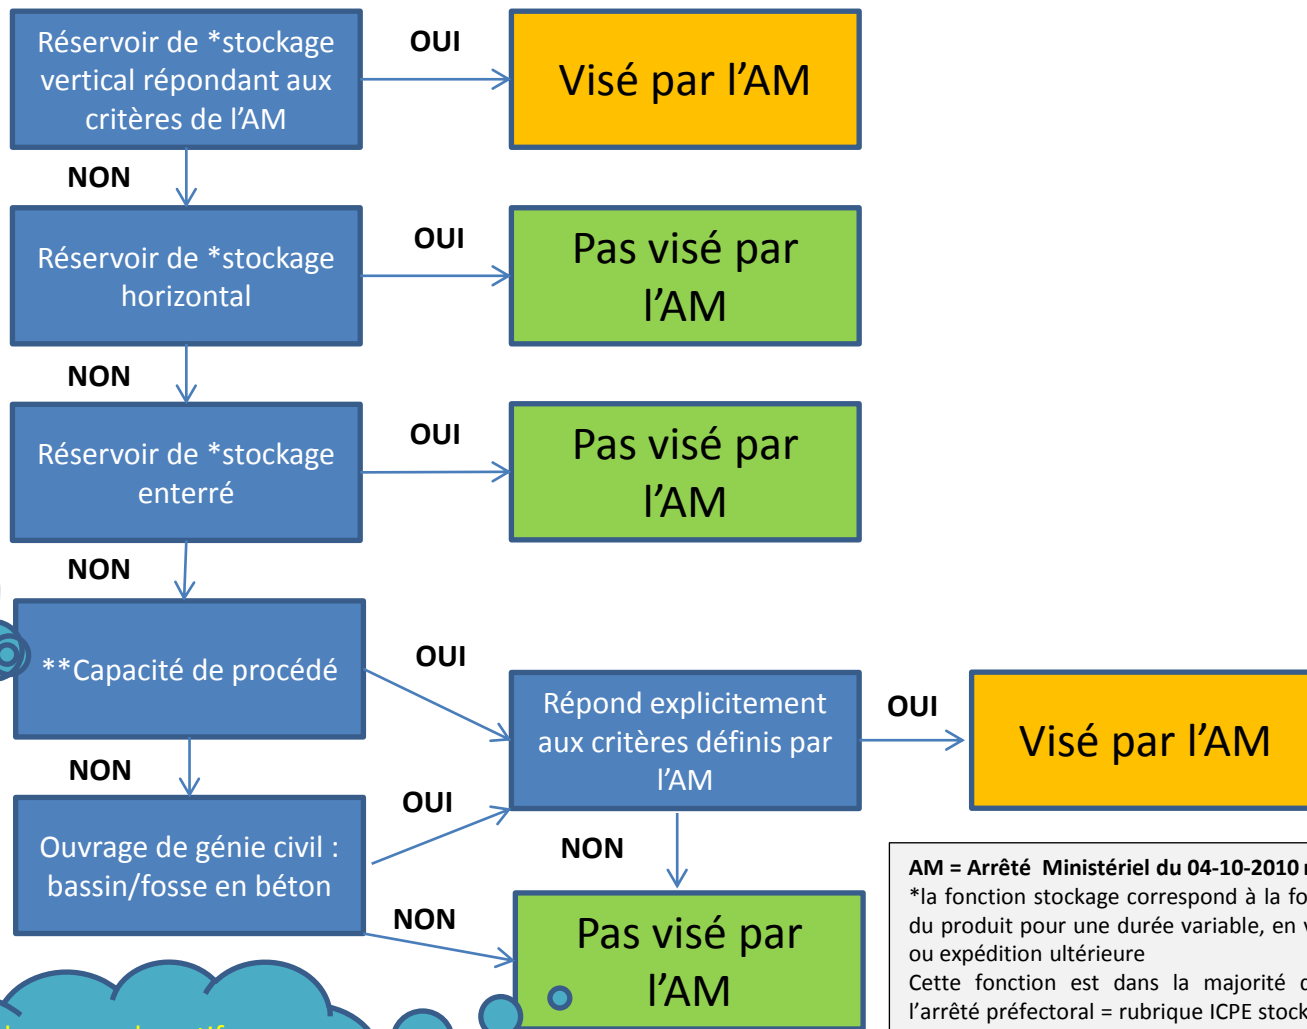 Réservoir de *stockage
vertical répondant aux
critères de l'AM
OUI
Visé par l'AM
NON
Réservoir de *stockage
horizontal
OUI
Pas visé par
l'AM
NON
Réservoir de *stockage
enterré
OUI
Pas visé par
l'AM
NON
**Capacité de procédé
OUI
Répond explicitement
aux critères définis par
l'AM
OUI
Visé par l'AM
NON
OUI
Ouvrage de génie civil :
bassin/fosse en béton
NON
NON
Pas visé par
l'AM
AM = Arrêté Ministériel du 04-10-2010
*la fonction stockage correspond à la
du produit pour une durée variable, en
ou expédition ultérieure
Cette fonction est dans la majorité
l'arrêté préfectoral = rubrique ICPE